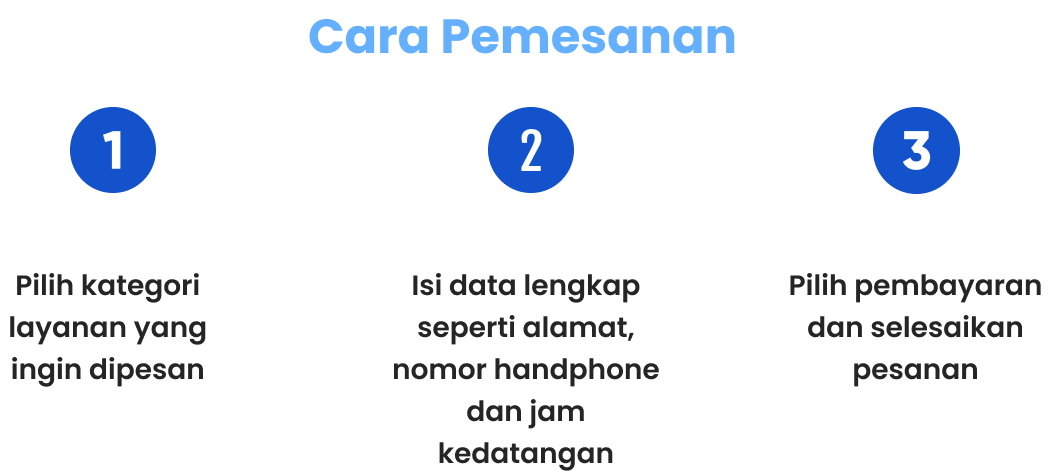 Cara Pemesanan
1
Pilih kategori
layanan yang
ingin dipesan
2
Isi data lengkap
seperti alamat,
nomor handphone
dan jam
kedatangan
3
Pilih pembayaran
dan selesaikan
pesanan